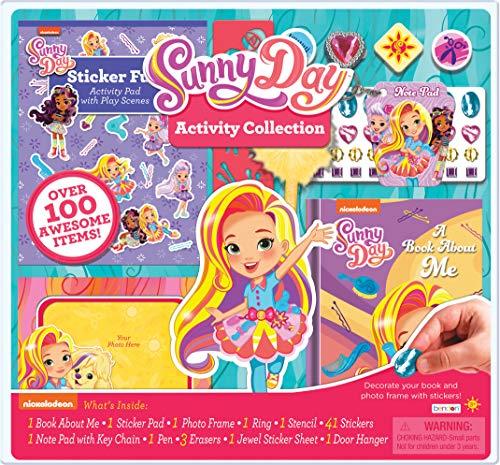 nickelodeon
Sunny
Day
Sticker Fu
Activity Pad
with Play Scenes
OVER
100
AWESOME
ITEMS!
Sunny Day
Activity Collection
Note Pad
nickelodeon
Sunny
Day
A
Book About
Me
Your
Photo Here
Decorate your book and
photo frame with stickers!
bendon
nickelodeon What's Inside:
1 Book About Me • 1 Sticker Pad • 1 Photo Frame • 1 Ring • 1 Stencil • 41 Stickers
1 Note Pad with Key Chain • 1 Pen • 3 Erasers • 1 Jewel Sticker Sheet • 1 Door Hanger
WARNING:
CHOKING HAZARD-Small parts
Not for children under 3 years.